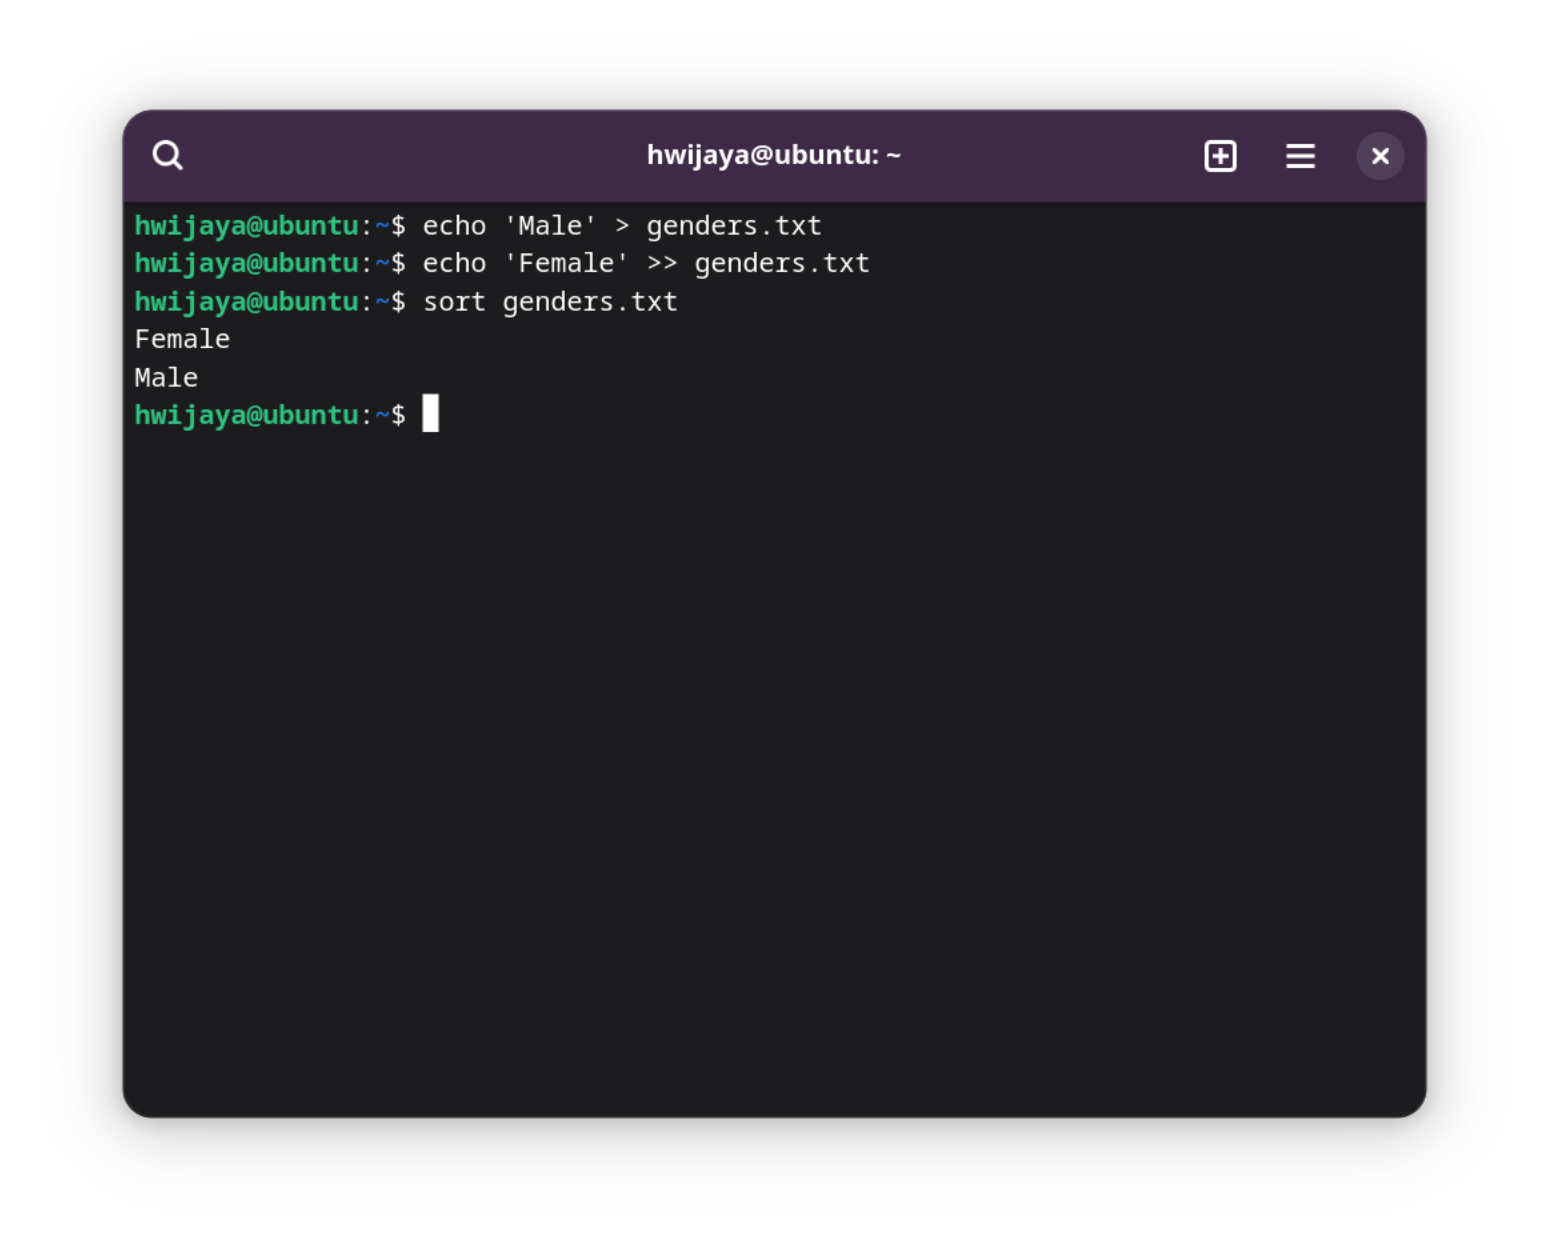 hwijaya@ubuntu: ~
hwijaya@ubuntu:~$ echo 'Male' > genders.txt
hwijaya@ubuntu:~$ echo 'Female' >> genders.txt
hwijaya@ubuntu:~$ sort genders.txt
Female
Male
hwijaya@ubuntu:~$